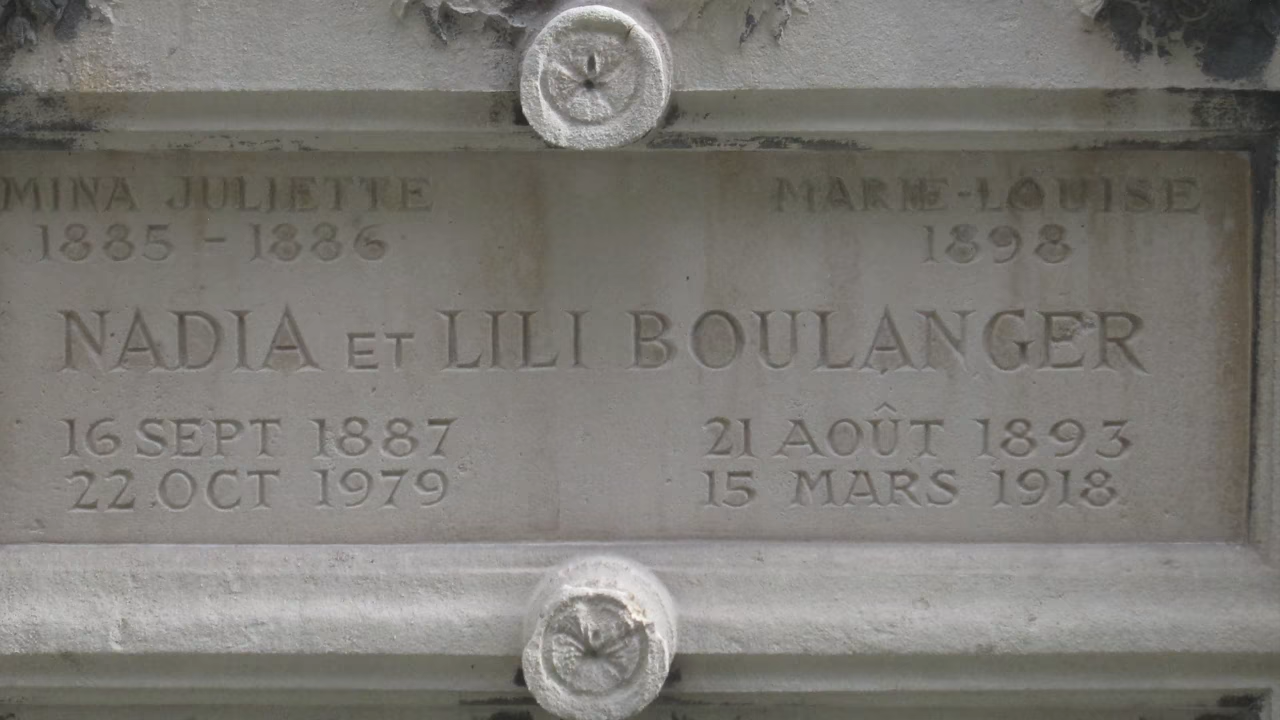 MINA JULIETTE MARIE-LOUISE
1885 - 1886 1898
NADIA ET LILI BOULANGER
16 SEPT 1887 21 AOÛT 1893
22 OCT 1979 15 MARS 1918